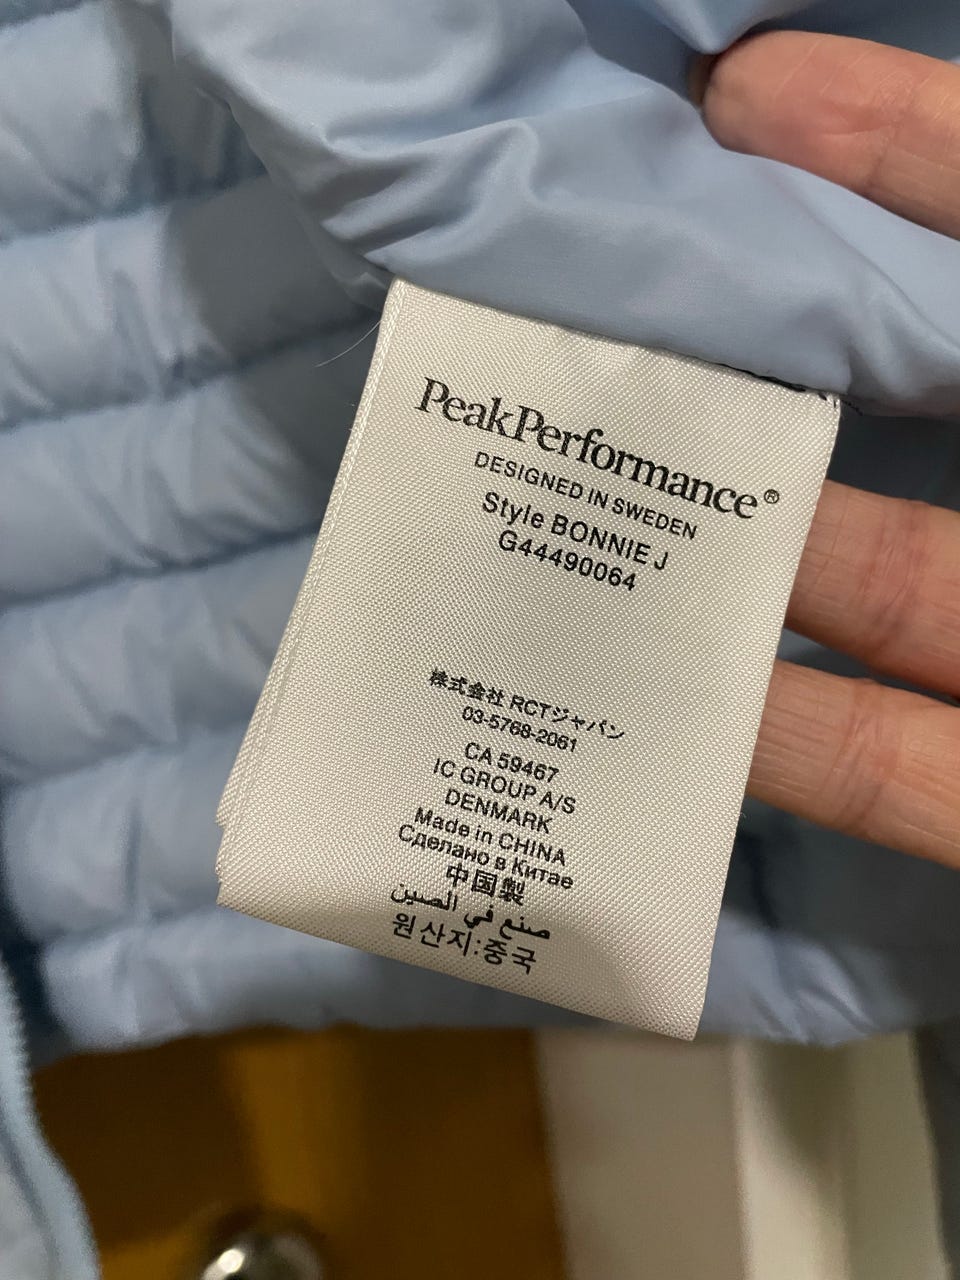 PeakPerformance®
DESIGNED IN SWEDEN
Style BONNIE J
G44490064
株式会社 RCTジャパン
03-5768-2061
CA 59467
IC GROUP A/S
DENMARK
Made in CHINA
Сделано в Китае
中国製
صنع في الصين
원산지:중국